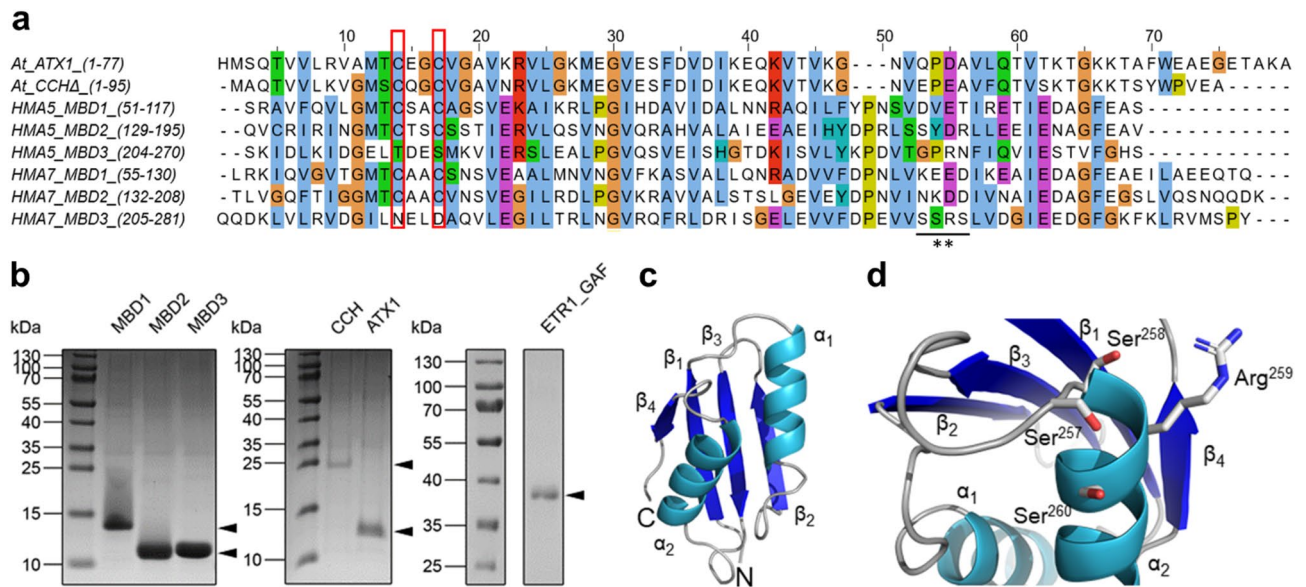 a
10 20 30 40 50 60 70
At_ATX1_(1-77) HMSQTVVLRVAMTCEGCVGAVKRVLGKMEGVESFDVDIKEQKVTVKG--NVQPDAVLQTVTKTGKKTAFWEAEGETAKA
At_CCHΔ_(1-95) -MAQTVVLKVGMSCQGCVGAVNRVLGKMEGVESFDIDIKEQKVTVKG--NVEPEAVFQTVSKTGKKTSYWPVEA-----
HMA5_MBD1_(51-117) --SRAVFQVLGMTCSACAGSVEKAIKRLPGIHDAVIDALNNRAQILFYPNSVDVETIRETIEDAGFEAS----------
HMA5_MBD2_(129-195) --QVCRIRINGMTCTSCSSTIERVLQSVNGVQRAHVALAIEEAEIHYDPRLSSYDRLLEEIENAGFEAV----------
HMA5_MBD3_(204-270) --SKIDLKIDGELTDESMKVIERSLEALPGVQSVEISHGTDKISVLYKPDVTGPRNFIQVIESTVFGHS----------
HMA7_MBD1_(55-130)
HMA7_MBD2_(132-208)
HMA7_MBD3_(205-281)
**
b
kDa MBD1 MBD2 MBD3
130
100
70
55
40
35
25
15
10
kDa CCH ATX1
130
100
70
55
40
35
25
15
10
kDa ETR1_GAF
130
100
70
55
40
35
25
c
β1 β3 α1
β4
C
α2 N β2
d
β1 Ser258
β3 Arg259
β2 Ser257 β4
α1 Ser260 α2